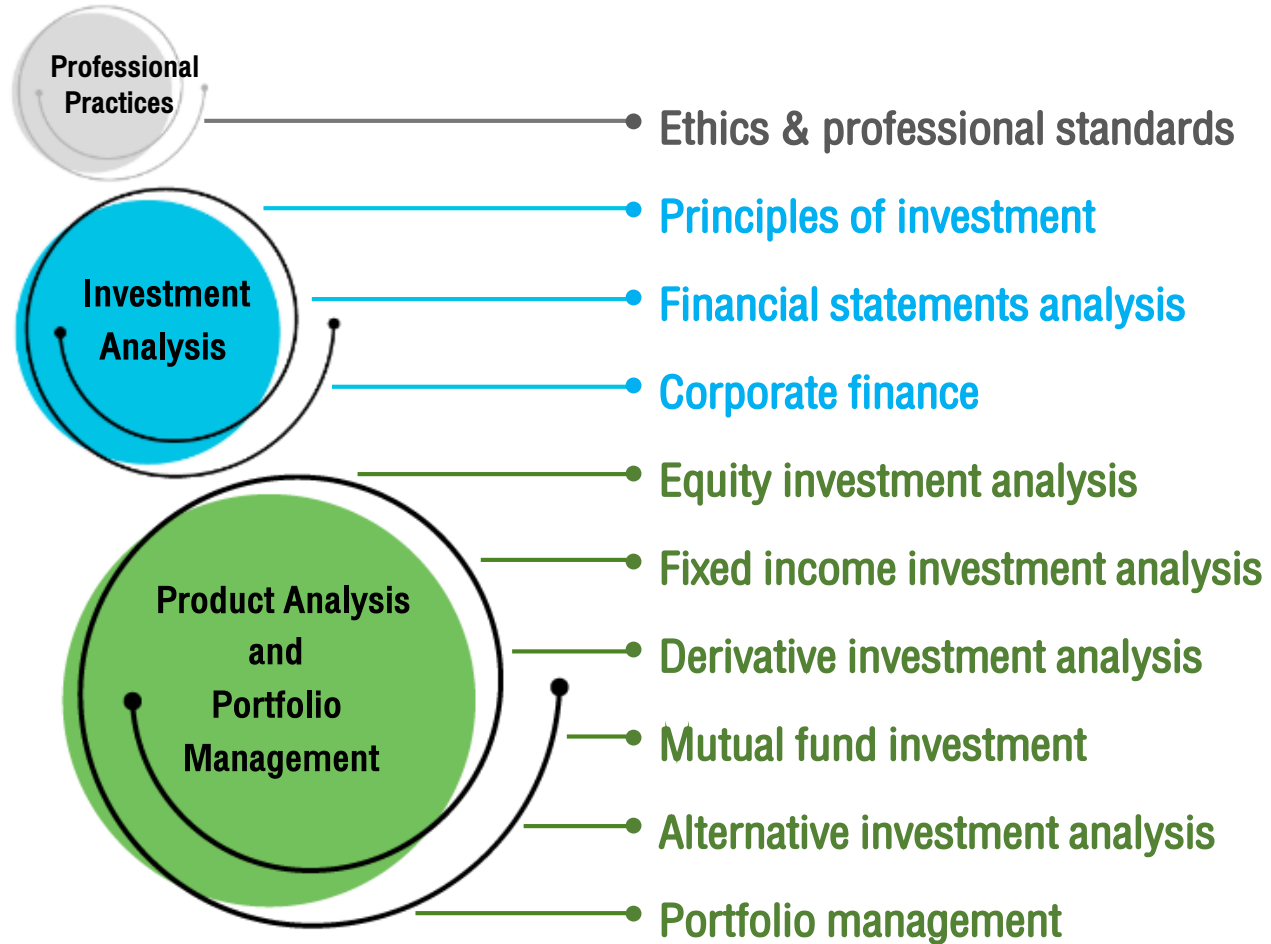 Professional
Practices
Ethics & professional standards
Investment
Analysis
Principles of investment
Financial statements analysis
Corporate finance
Product Analysis
and
Portfolio
Management
Equity investment analysis
Fixed income investment analysis
Derivative investment analysis
Mutual fund investment
Alternative investment analysis
Portfolio management